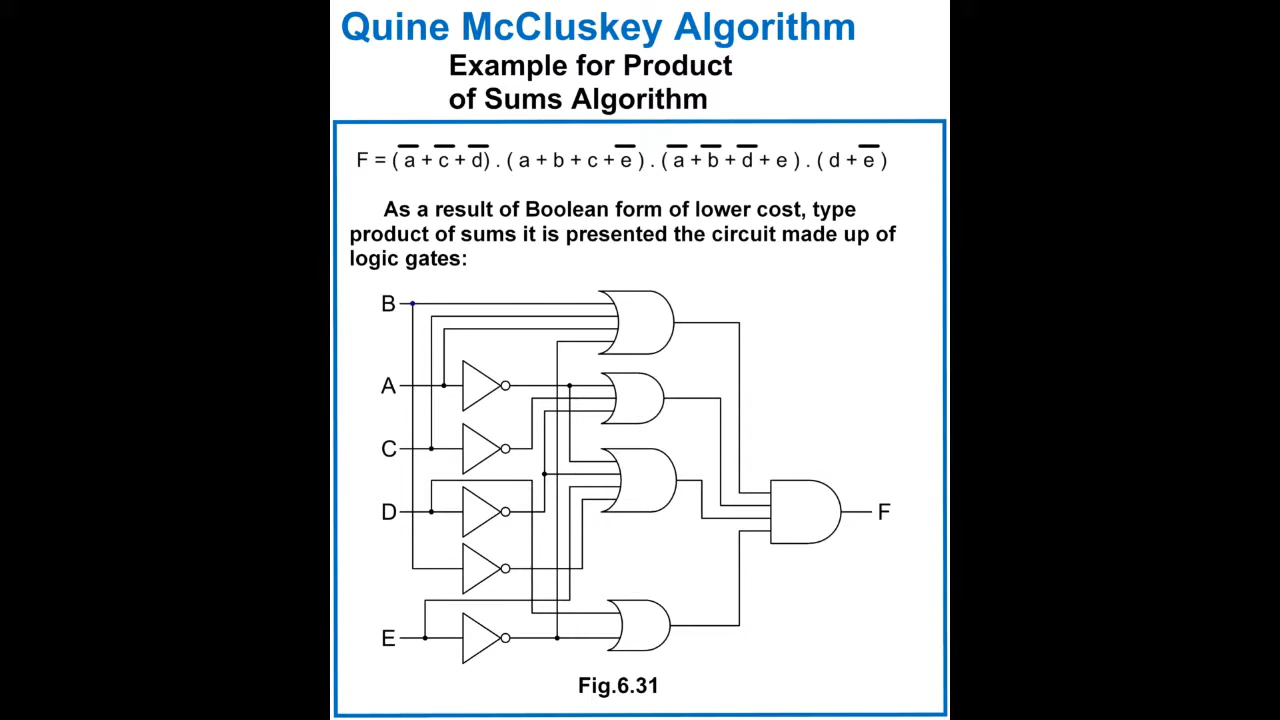 Quine McCluskey Algorithm
Example for Product
of Sums Algorithm
F = ( a̅ + c̅ + d̅ ) . ( a + b + c + e̅ ) . ( a̅ + b̅ + d̅ + e ) . ( d + e̅ )
As a result of Boolean form of lower cost, type
product of sums it is presented the circuit made up of
logic gates:
B
A
C
D
F
E
Fig.6.31